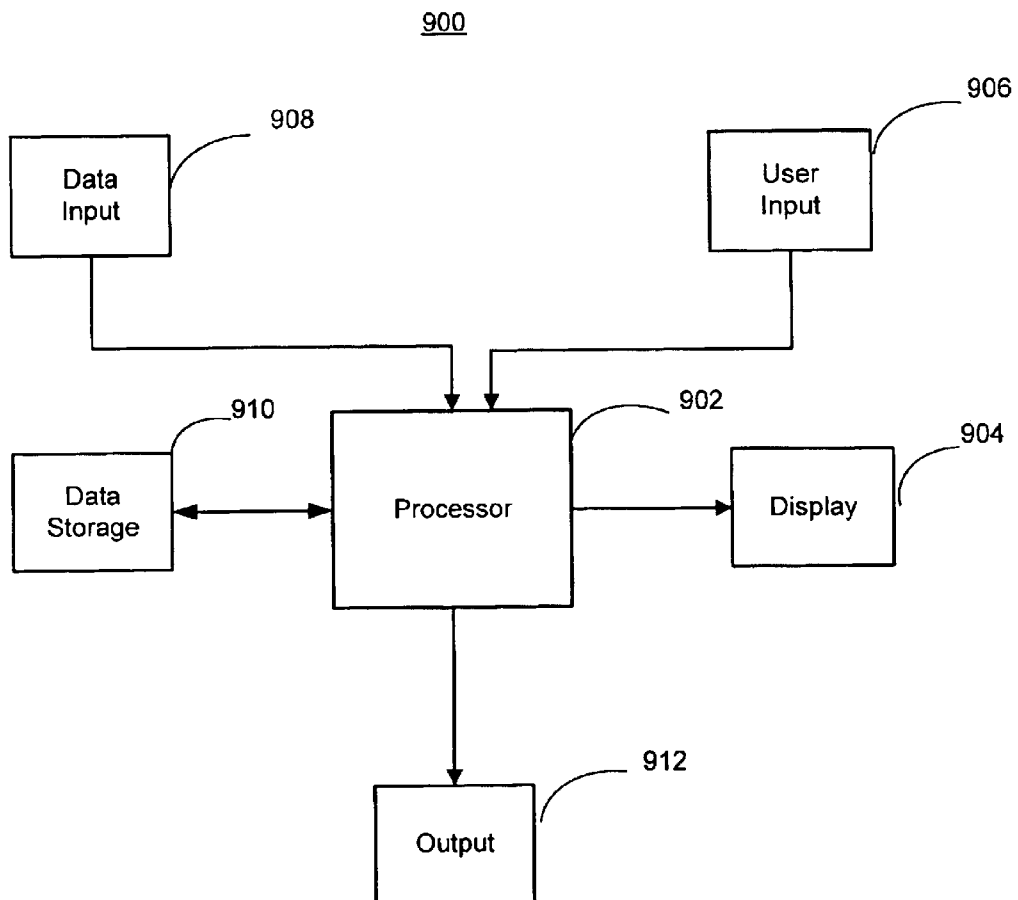 900
908
906
Data
Input
User
Input
910
902
904
Data
Storage
Processor
Display
912
Output